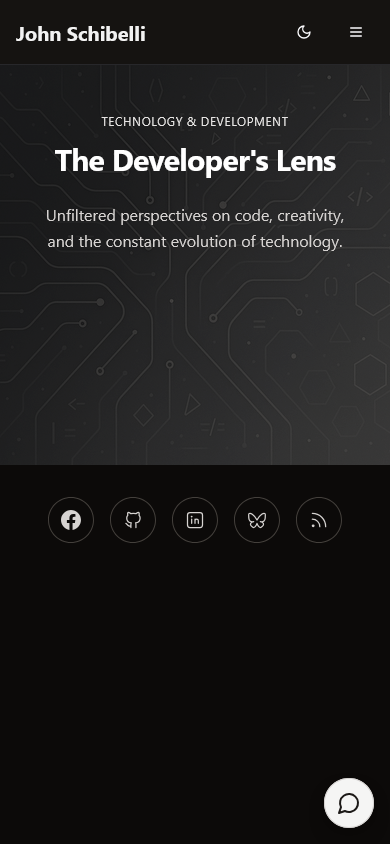 John Schibelli
TECHNOLOGY & DEVELOPMENT
The Developer's Lens
Unfiltered perspectives on code, creativity,
and the constant evolution of technology.